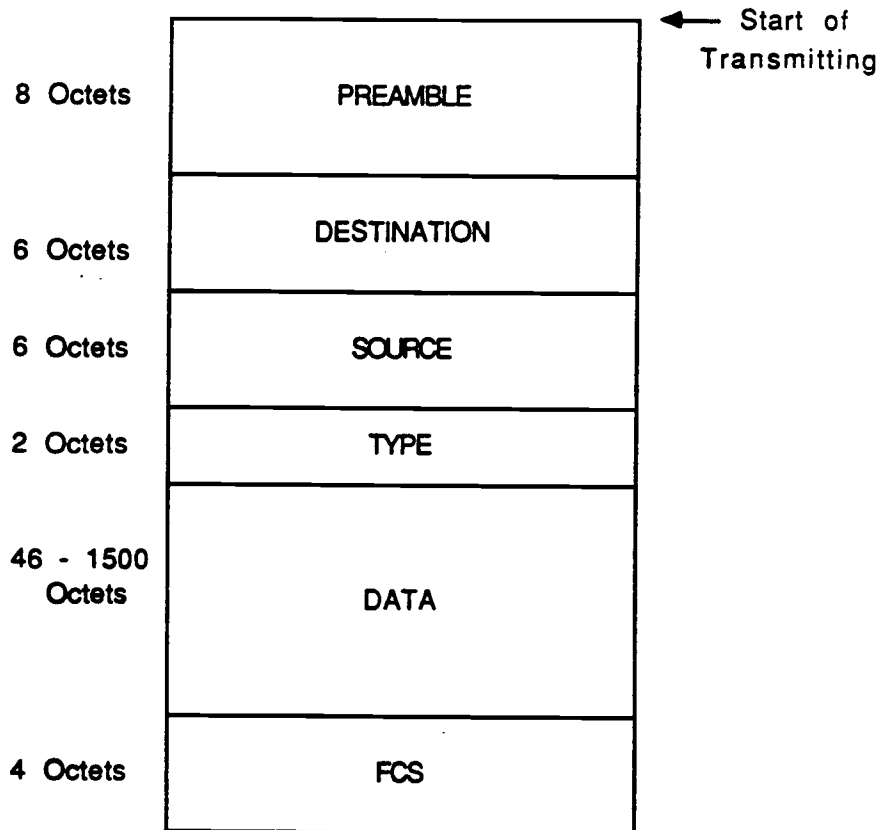 Start of
Transmitting
8 Octets
PREAMBLE
6 Octets
DESTINATION
6 Octets
SOURCE
2 Octets
TYPE
46 - 1500
Octets
DATA
4 Octets
FCS